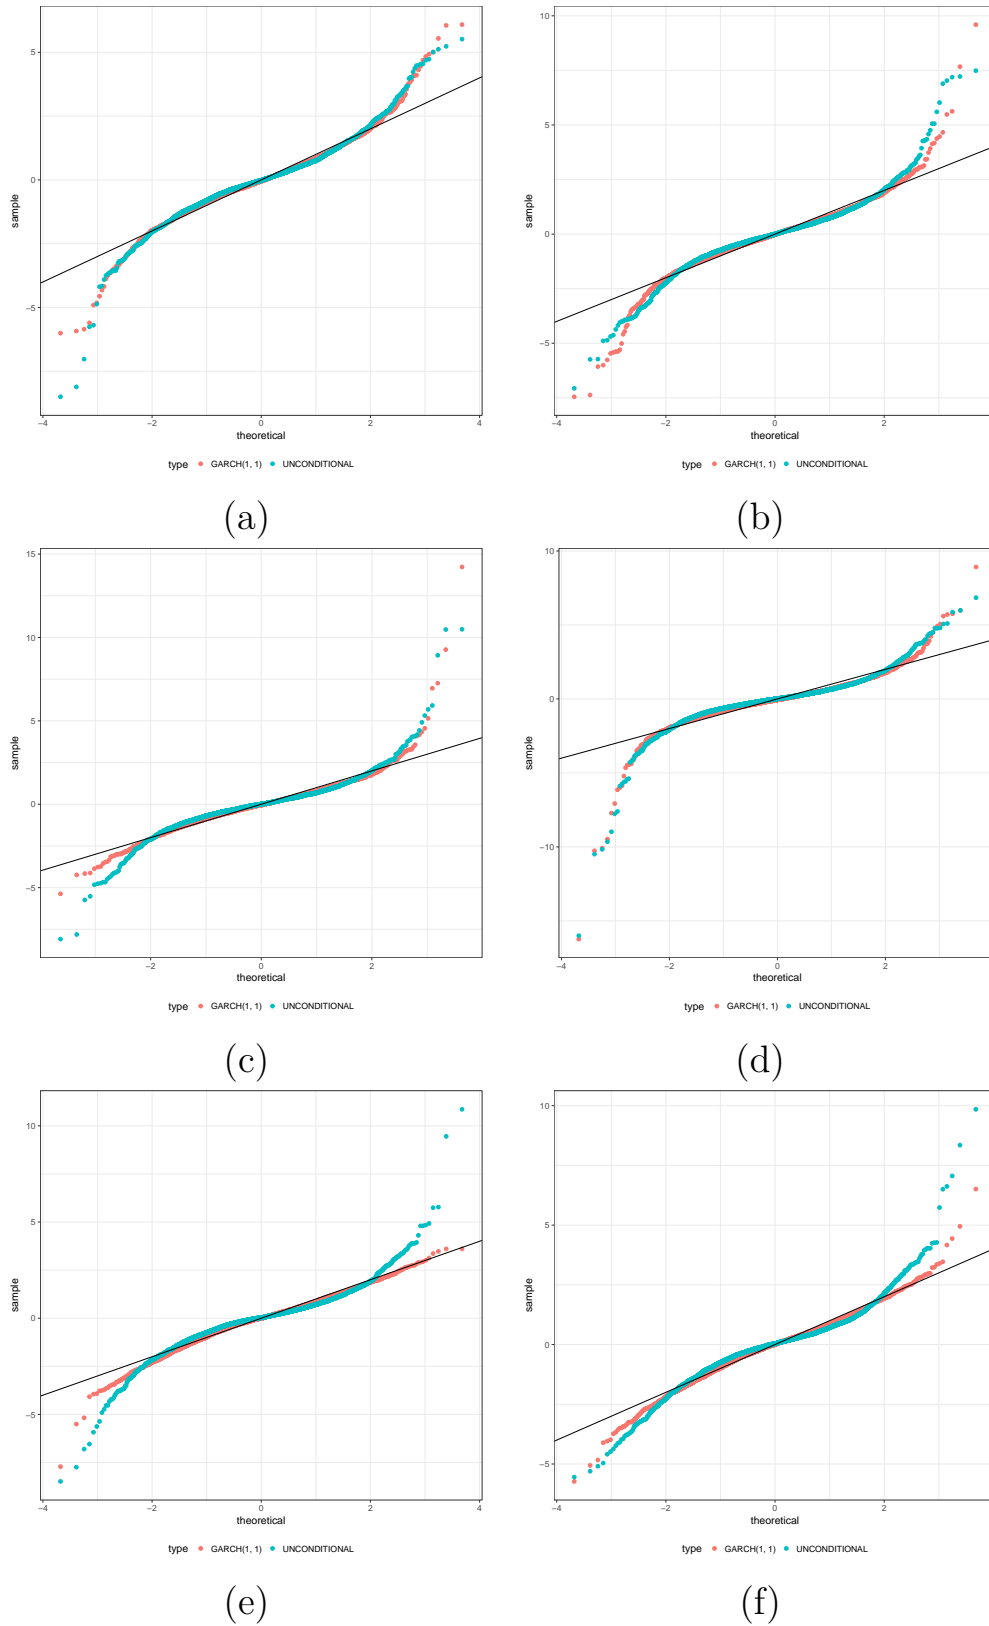 5
0
−5
sample
−4 −2 0 2 4
theoretical
type GARCH(1, 1) UNCONDITIONAL
(a)
10
5
0
−5
sample
−4 −2 0 2
theoretical
type GARCH(1, 1) UNCONDITIONAL
(b)
15
10
5
0
−5
sample
−2 0 2
theoretical
type GARCH(1, 1) UNCONDITIONAL
(c)
10
0
−10
sample
−4 −2 0 2
theoretical
type GARCH(1, 1) UNCONDITIONAL
(d)
10
5
0
−5
sample
−4 −2 0 2 4
theoretical
type GARCH(1, 1) UNCONDITIONAL
(e)
10
5
0
−5
sample
−4 −2 0 2
theoretical
type GARCH(1, 1) UNCONDITIONAL
(f)